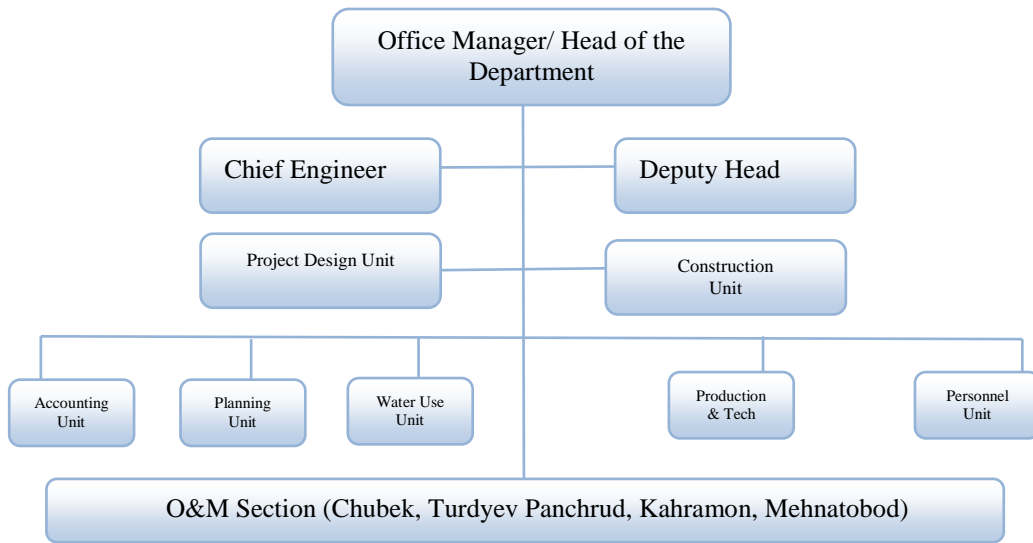 Office Manager/ Head of the
Department
Chief Engineer
Deputy Head
Project Design Unit
Construction
Unit
Accounting
Unit
Planning
Unit
Water Use
Unit
Production
& Tech
Personnel
Unit
O&M Section (Chubek, Turdyev Panchrud, Kahramon, Mehnatobod)